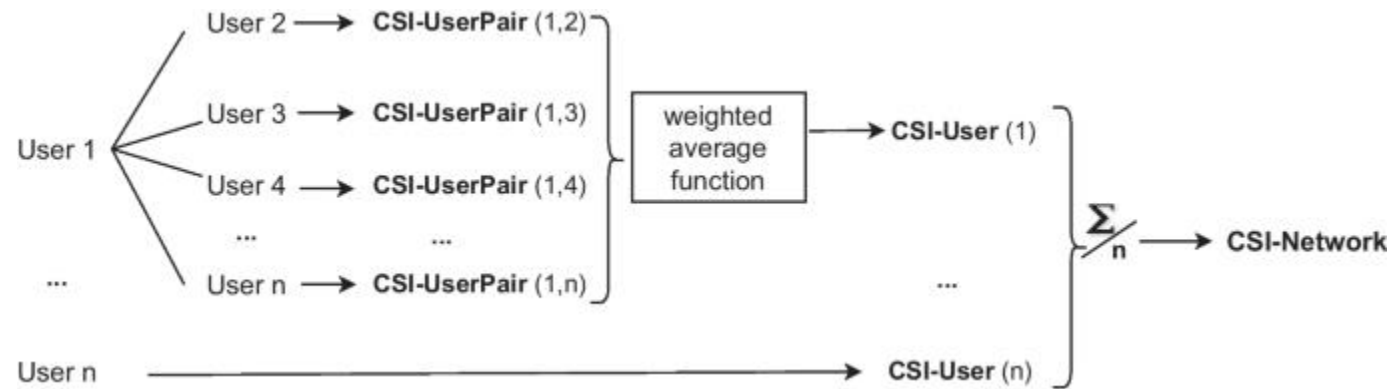 User 2 CSI-UserPair (1,2)
User 3 CSI-UserPair (1,3)
User 1
User 4 CSI-UserPair (1,4)
... ...
... User n CSI-UserPair (1,n)
weighted
average
function
CSI-User (1)
...
User n CSI-User (n)
Σ/n CSI-Network